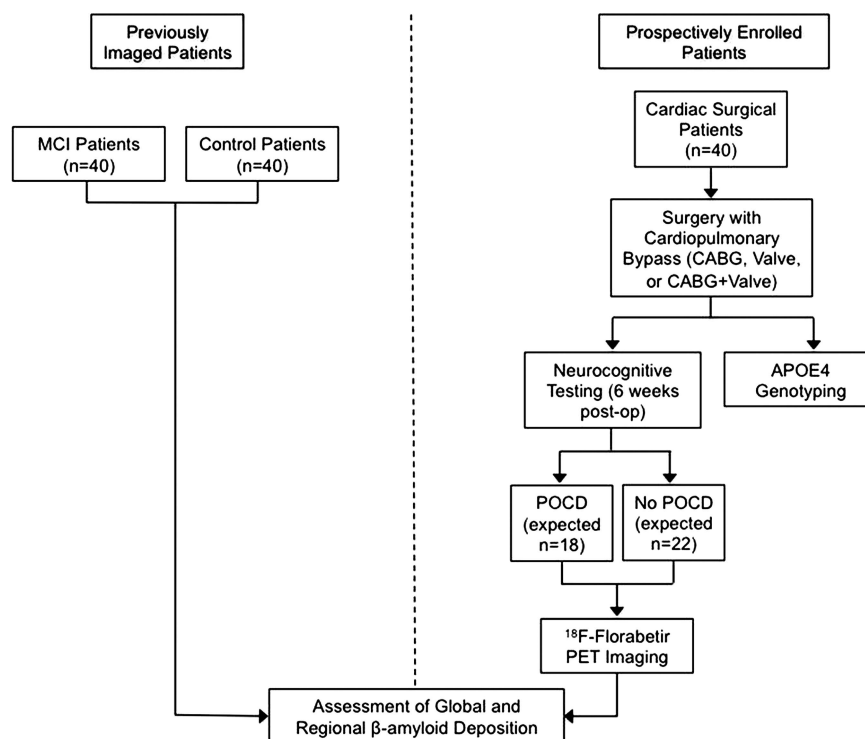 Previously
Imaged Patients
Prospectively Enrolled
Patients
MCI Patients
(n=40)
Control Patients
(n=40)
Cardiac Surgical
Patients
(n=40)
Surgery with
Cardiopulmonary
Bypass (CABG, Valve,
or CABG+Valve)
Neurocognitive
Testing (6 weeks
post-op)
APOE4
Genotyping
POCD
(expected
n=18)
No POCD
(expected
n=22)
¹⁸F-Florabetir
PET Imaging
Assessment of Global and
Regional β-amyloid Deposition